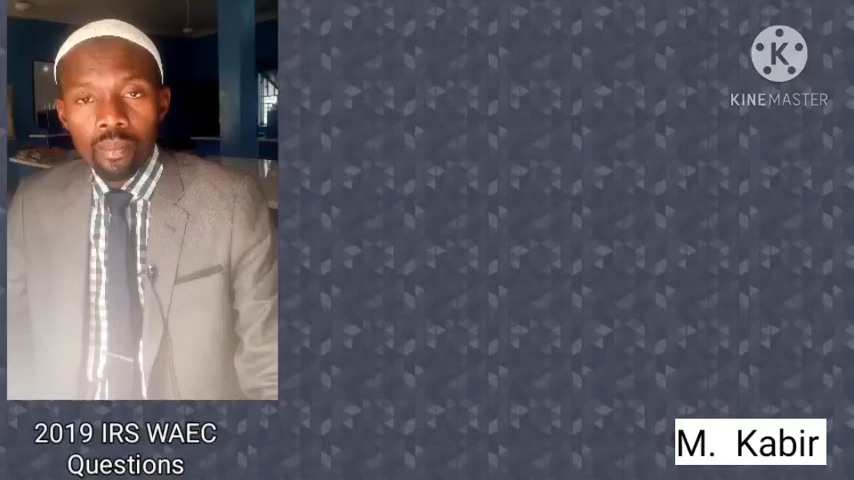 K
KINEMASTER
2019 IRS WAEC
Questions
M. Kabir